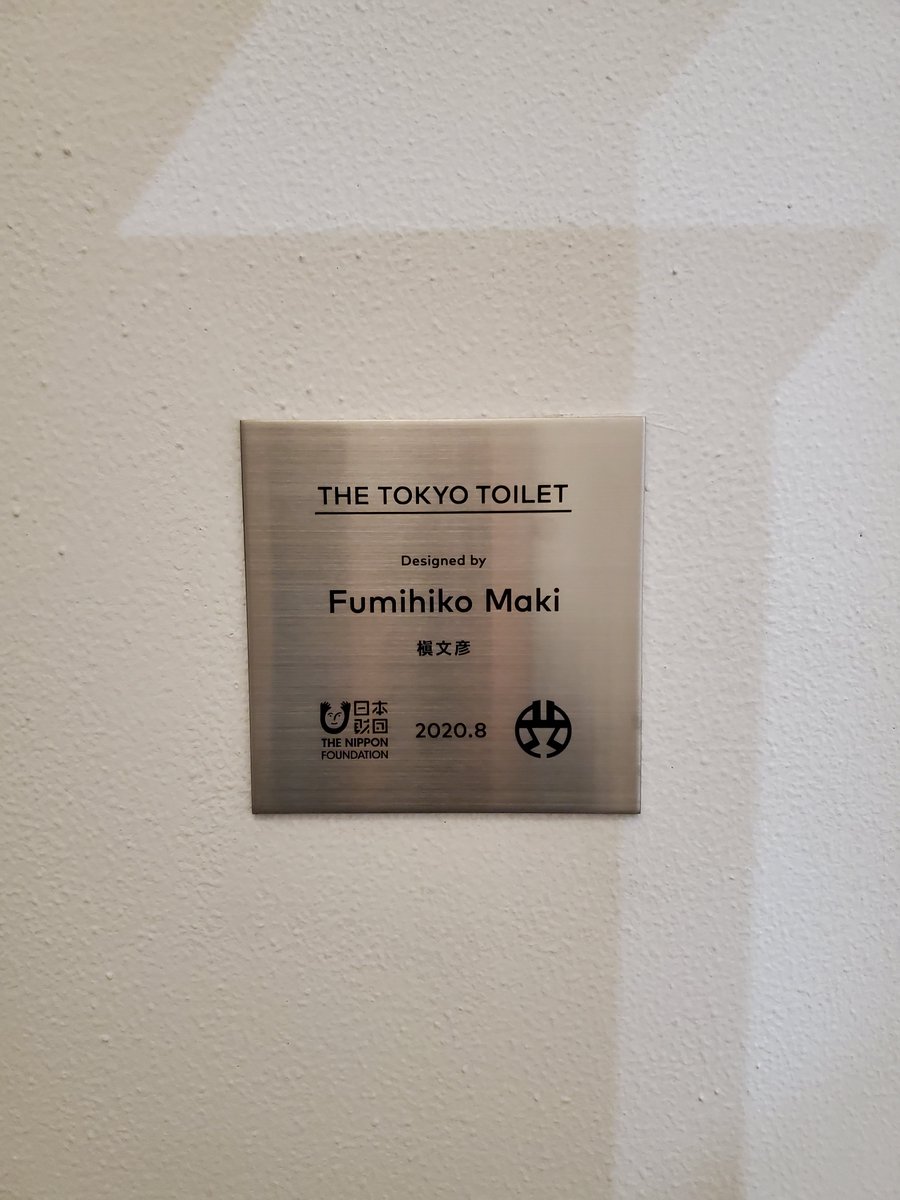 THE TOKYO TOILET
Designed by
Fumihiko Maki
槇文彦
日本
財団
THE NIPPON
FOUNDATION
2020.8